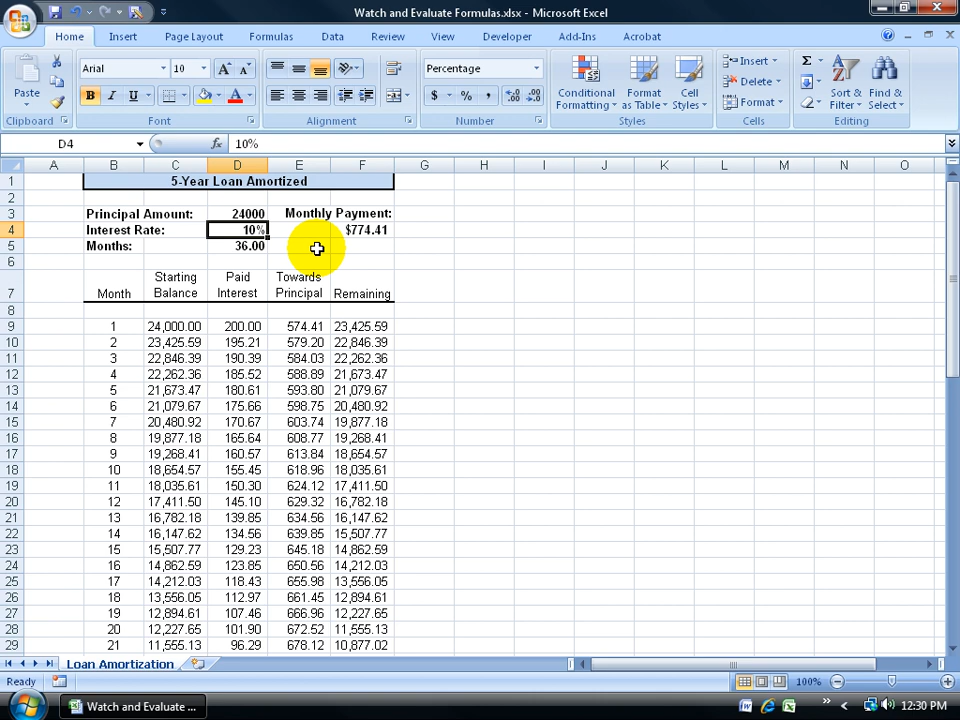 Watch and Evaluate Formulas.xlsx - Microsoft Excel
Home Insert Page Layout Formulas Data Review View Developer Add-Ins Acrobat
Paste
Clipboard
Arial 10
B I U
Font
Alignment
Percentage
$ % ,
Number
Conditional Formatting
Format as Table
Cell Styles
Styles
Insert
Delete
Format
Cells
Sort & Filter
Find & Select
Editing
D4 fx 10%
A B C D E F G H I J K L M N O
1 5-Year Loan Amortized
2
3 Principal Amount: 24000 Monthly Payment:
4 Interest Rate: 10% $774.41
5 Months: 36.00
6
7 Month Starting Balance Paid Interest Towards Principal Remaining
8
9 1 24,000.00 200.00 574.41 23,425.59
10 2 23,425.59 195.21 579.20 22,846.39
11 3 22,846.39 190.39 584.03 22,262.36
12 4 22,262.36 185.52 588.89 21,673.47
13 5 21,673.47 180.61 593.80 21,079.67
14 6 21,079.67 175.66 598.75 20,480.92
15 7 20,480.92 170.67 603.74 19,877.18
16 8 19,877.18 165.64 608.77 19,268.41
17 9 19,268.41 160.57 613.84 18,654.57
18 10 18,654.57 155.45 618.96 18,035.61
19 11 18,035.61 150.30 624.12 17,411.50
20 12 17,411.50 145.10 629.32 16,782.18
21 13 16,782.18 139.85 634.56 16,147.62
22 14 16,147.62 134.56 639.85 15,507.77
23 15 15,507.77 129.23 645.18 14,862.59
24 16 14,862.59 123.85 650.56 14,212.03
25 17 14,212.03 118.43 655.98 13,556.05
26 18 13,556.05 112.97 661.45 12,894.61
27 19 12,894.61 107.46 666.96 12,227.65
28 20 12,227.65 101.90 672.52 11,555.13
29 21 11,555.13 96.29 678.12 10,877.02
Loan Amortization
Ready 100%
Watch and Evaluate ... 12:30 PM